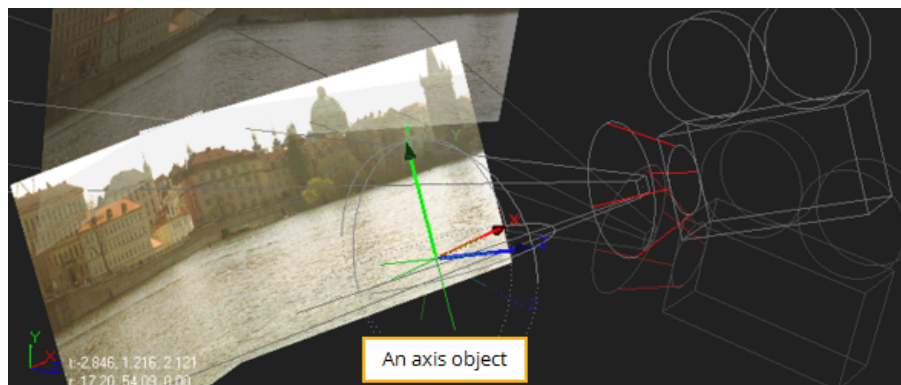 Y
Y
X
Z
Y
X
t:-2.846, 1.216, 2.121
r: 17.20, 54.09, 0.00
An axis object